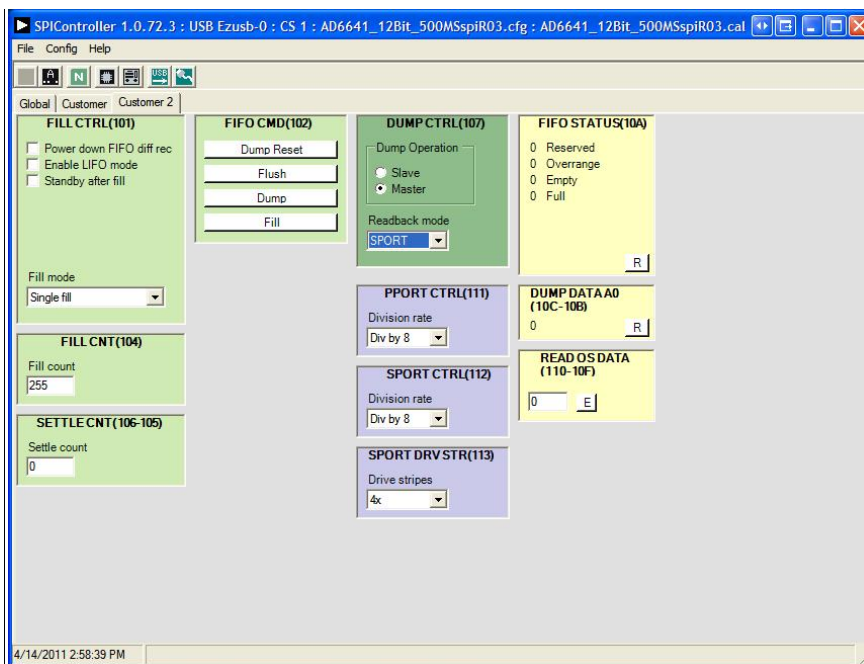 SPIController 1.0.72.3 : USB Ezusb-0 : CS 1 : AD6641_12Bit_500MSspiR03.cfg : AD6641_12Bit_500MSspiR03.cal
File Config Help
A N USB
Global Customer Customer 2
FILL CTRL(101)
Power down FIFO diff rec
Enable LIFO mode
Standby after fill
Fill mode
Single fill
FILL CNT(104)
Fill count
255
SETTLE CNT(106-105)
Settle count
0
FIFO CMD(102)
Dump Reset
Flush
Dump
Fill
DUMP CTRL(107)
Dump Operation
Slave
Master
Readback mode
SPORT
PPORT CTRL(111)
Division rate
Div by 8
SPORT CTRL(112)
Division rate
Div by 8
SPORT DRV STR(113)
Drive stripes
4x
FIFO STATUS(10A)
0 Reserved
0 Overrange
0 Empty
0 Full
R
DUMP DATA A0
(10C-10B)
0 R
READ OS DATA
(110-10F)
0 E
4/14/2011 2:58:39 PM